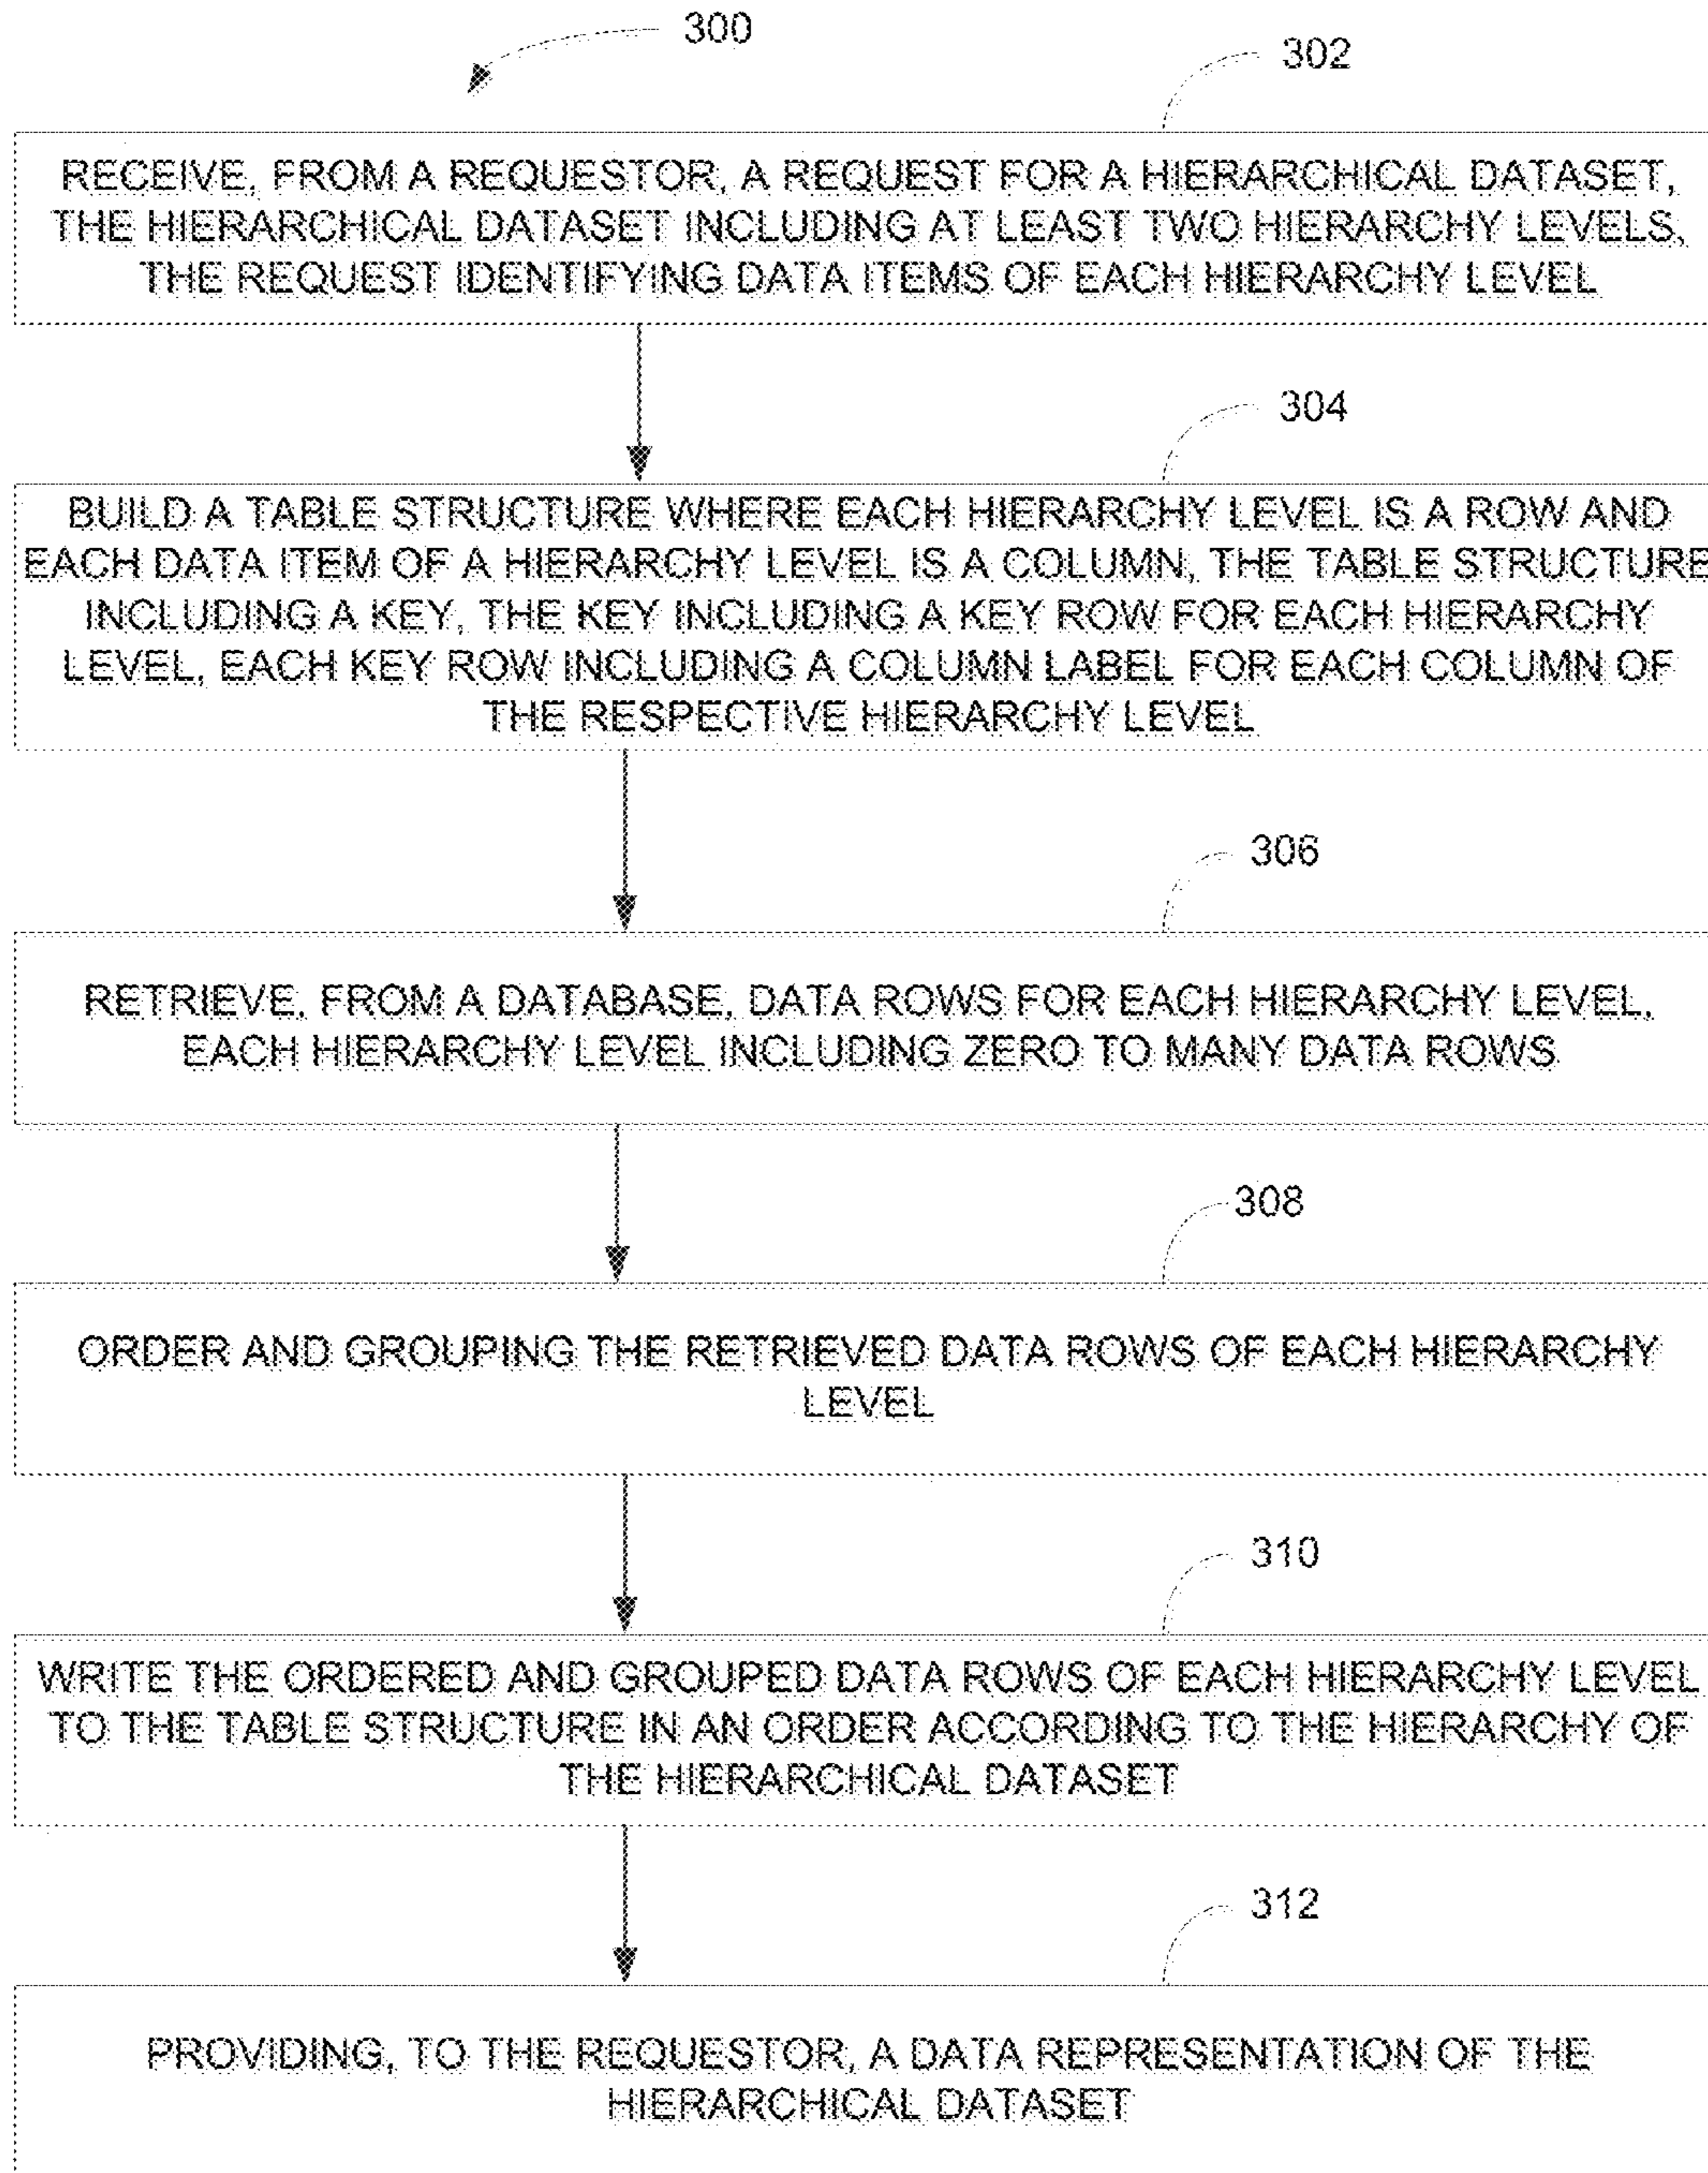 300
302
RECEIVE, FROM A REQUESTOR, A REQUEST FOR A HIERARCHICAL DATASET,
THE HIERARCHICAL DATASET INCLUDING AT LEAST TWO HIERARCHY LEVELS,
THE REQUEST IDENTIFYING DATA ITEMS OF EACH HIERARCHY LEVEL
304
BUILD A TABLE STRUCTURE WHERE EACH HIERARCHY LEVEL IS A ROW AND
EACH DATA ITEM OF A HIERARCHY LEVEL IS A COLUMN, THE TABLE STRUCTURE
INCLUDING A KEY, THE KEY INCLUDING A KEY ROW FOR EACH HIERARCHY
LEVEL, EACH KEY ROW INCLUDING A COLUMN LABEL FOR EACH COLUMN OF
THE RESPECTIVE HIERARCHY LEVEL
306
RETRIEVE, FROM A DATABASE, DATA ROWS FOR EACH HIERARCHY LEVEL,
EACH HIERARCHY LEVEL INCLUDING ZERO TO MANY DATA ROWS
308
ORDER AND GROUPING THE RETRIEVED DATA ROWS OF EACH HIERARCHY
LEVEL
310
WRITE THE ORDERED AND GROUPED DATA ROWS OF EACH HIERARCHY LEVEL
TO THE TABLE STRUCTURE IN AN ORDER ACCORDING TO THE HIERARCHY OF
THE HIERARCHICAL DATASET
312
PROVIDING, TO THE REQUESTOR, A DATA REPRESENTATION OF THE
HIERARCHICAL DATASET